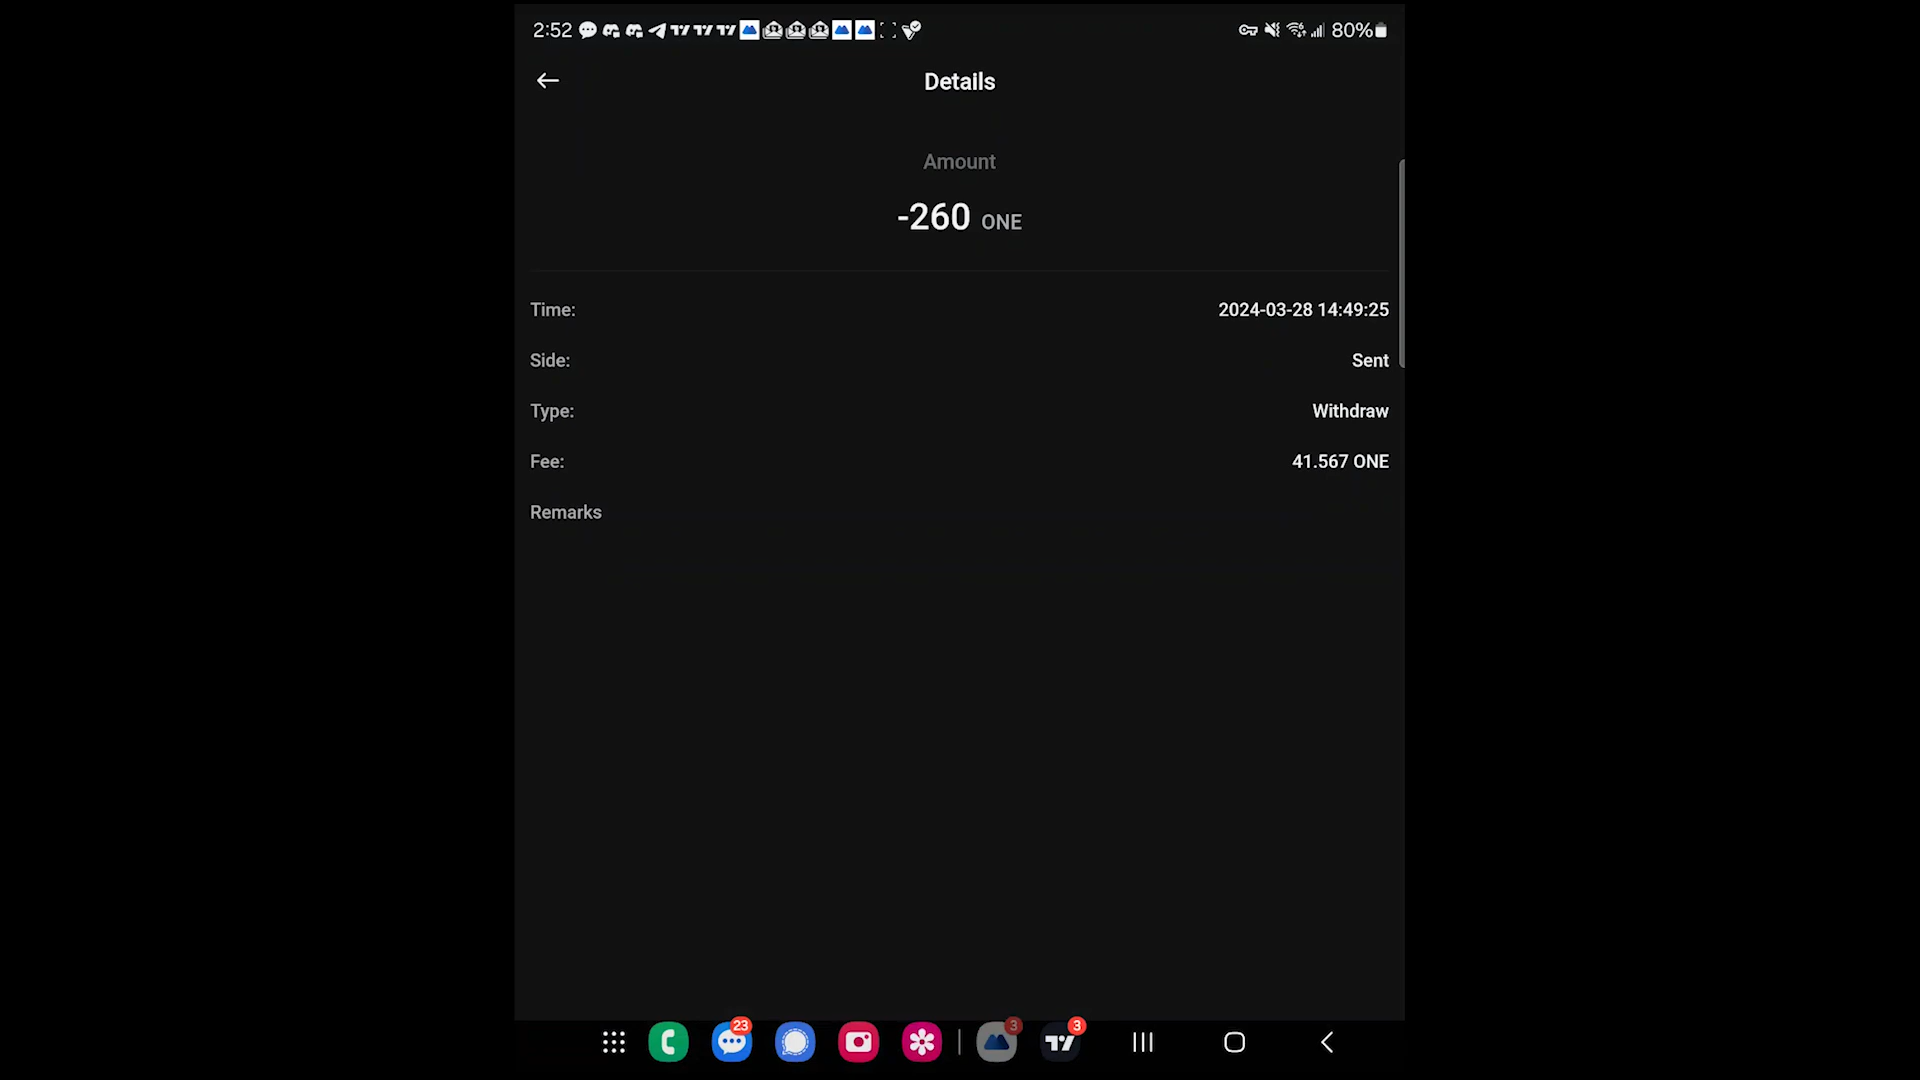 2:52 80%
Details
Amount
-260 ONE
Time: 2024-03-28 14:49:25
Side: Sent
Type: Withdraw
Fee: 41.567 ONE
Remarks
23 3 3